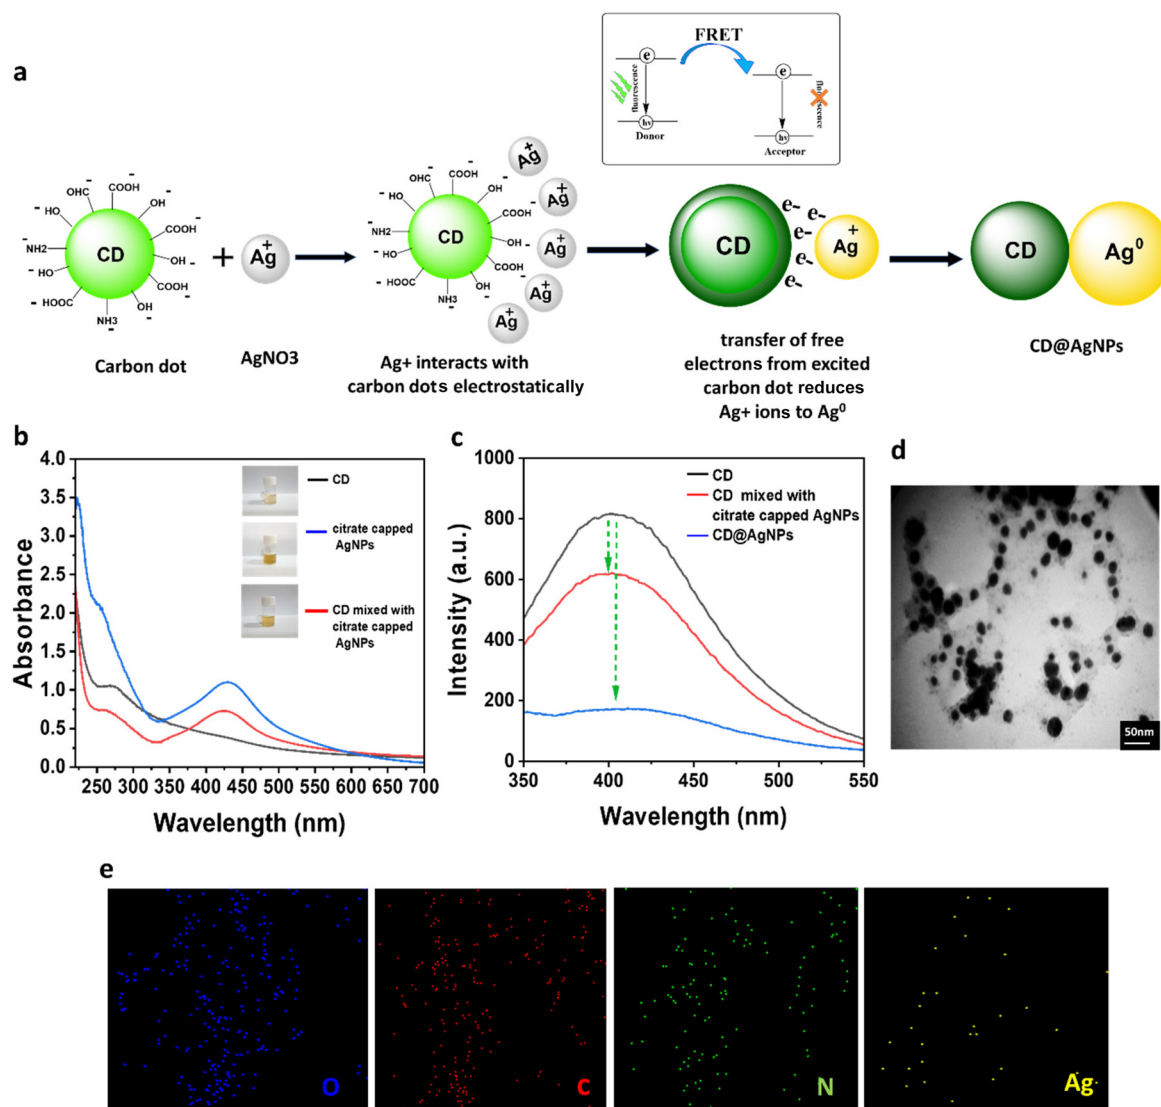 a
FRET
e
e
fluorescence
fluorescence
hv
Donor
hv
Acceptor
-
OHC
COOH
OH
HO
COOH
NH2
CD
OH
HO
COOH
HOOC
OH
NH3
+
Ag+
OHC
COOH
OH
HO
COOH
NH2
CD
OH
HO
COOH
HOOC
OH
NH3
Ag+
Ag+
Ag+
Ag+
Ag+
CD
e-
e-
e-
e-
e-
Ag+
CD
Ag0
Carbon dot
AgNO3
Ag+ interacts with
carbon dots electrostatically
transfer of free
electrons from excited
carbon dot reduces
Ag+ ions to Ag0
CD@AgNPs
b
4.0
3.5
3.0
2.5
2.0
1.5
1.0
0.5
0.0
Absorbance
CD
citrate capped
AgNPs
CD mixed with
citrate capped
AgNPs
250 300 350 400 450 500 550 600 650 700
Wavelength (nm)
c
1000
800
600
400
200
0
Intensity (a.u.)
CD
CD mixed with
citrate capped AgNPs
CD@AgNPs
350 400 450 500 550
Wavelength (nm)
d
50nm
e
O
C
N
Ag